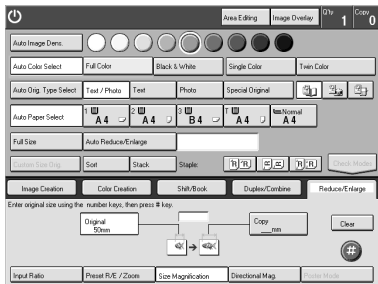 Area Editing Image Overlay Q'ty 1 Copy 0
Auto Image Dens.
Auto Color Select Full Color Black & White Single Color Twin Color
Auto Orig. Type Select Text / Photo Text Photo Special Original
Auto Paper Select 1 A4 2 A4 3 B4 T A4 Normal A4
Full Size Auto Reduce/Enlarge
Custom Size Orig. Sort Stack Staple: Check Modes
Image Creation Color Creation Shift/Book Duplex/Combine Reduce/Enlarge
Enter original size using the number keys, then press # key.
Original 50mm Copy __mm Clear
#
Input Ratio Preset R/E / Zoom Size Magnification Directional Mag. Poster Mode